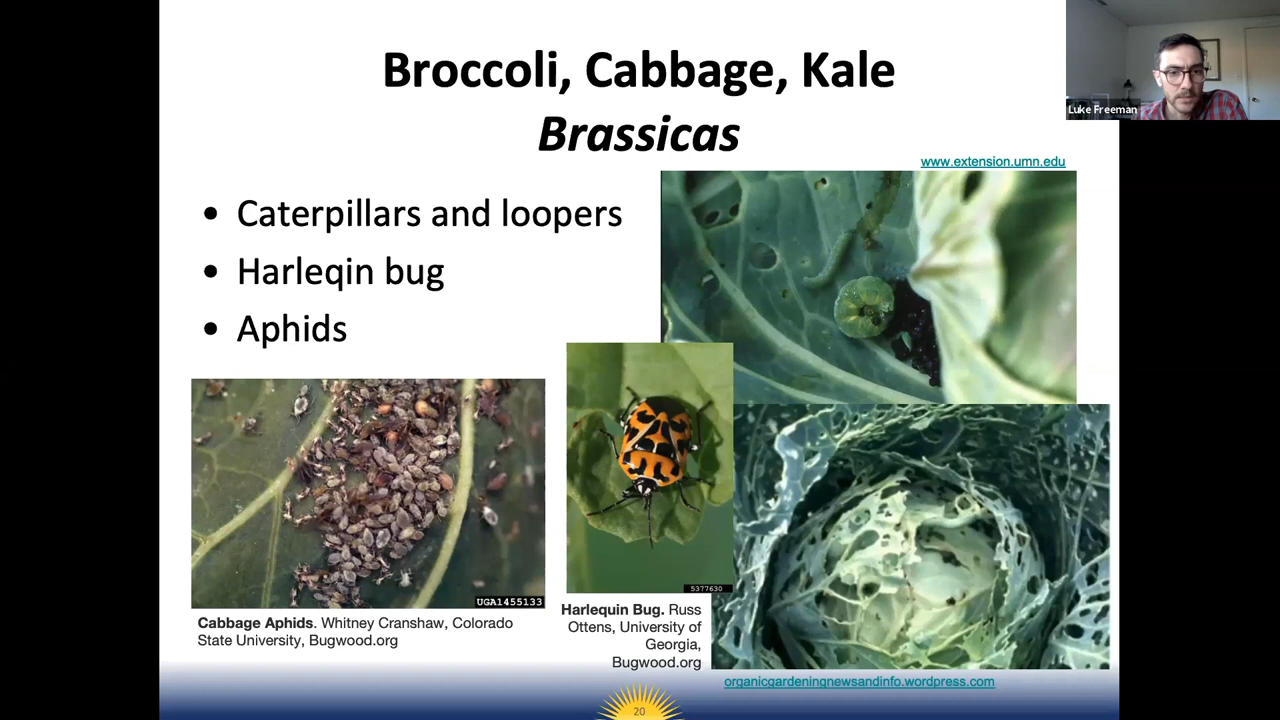 Broccoli, Cabbage, Kale
Brassicas
Luke Freeman
www.extension.umn.edu
• Caterpillars and loopers
• Harleqin bug
• Aphids
UGA1455133
Cabbage Aphids. Whitney Cranshaw, Colorado
State University, Bugwood.org
5377630
Harlequin Bug. Russ
Ottens, University of
Georgia,
Bugwood.org
organicgardeningnewsandinfo.wordpress.com
20